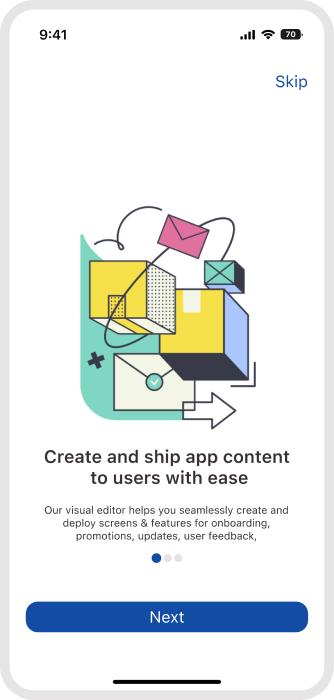 9:41
70
Skip
Create and ship app content
to users with ease
Our visual editor helps you seamlessly create and
deploy screens & features for onboarding,
promotions, updates, user feedback,
Next